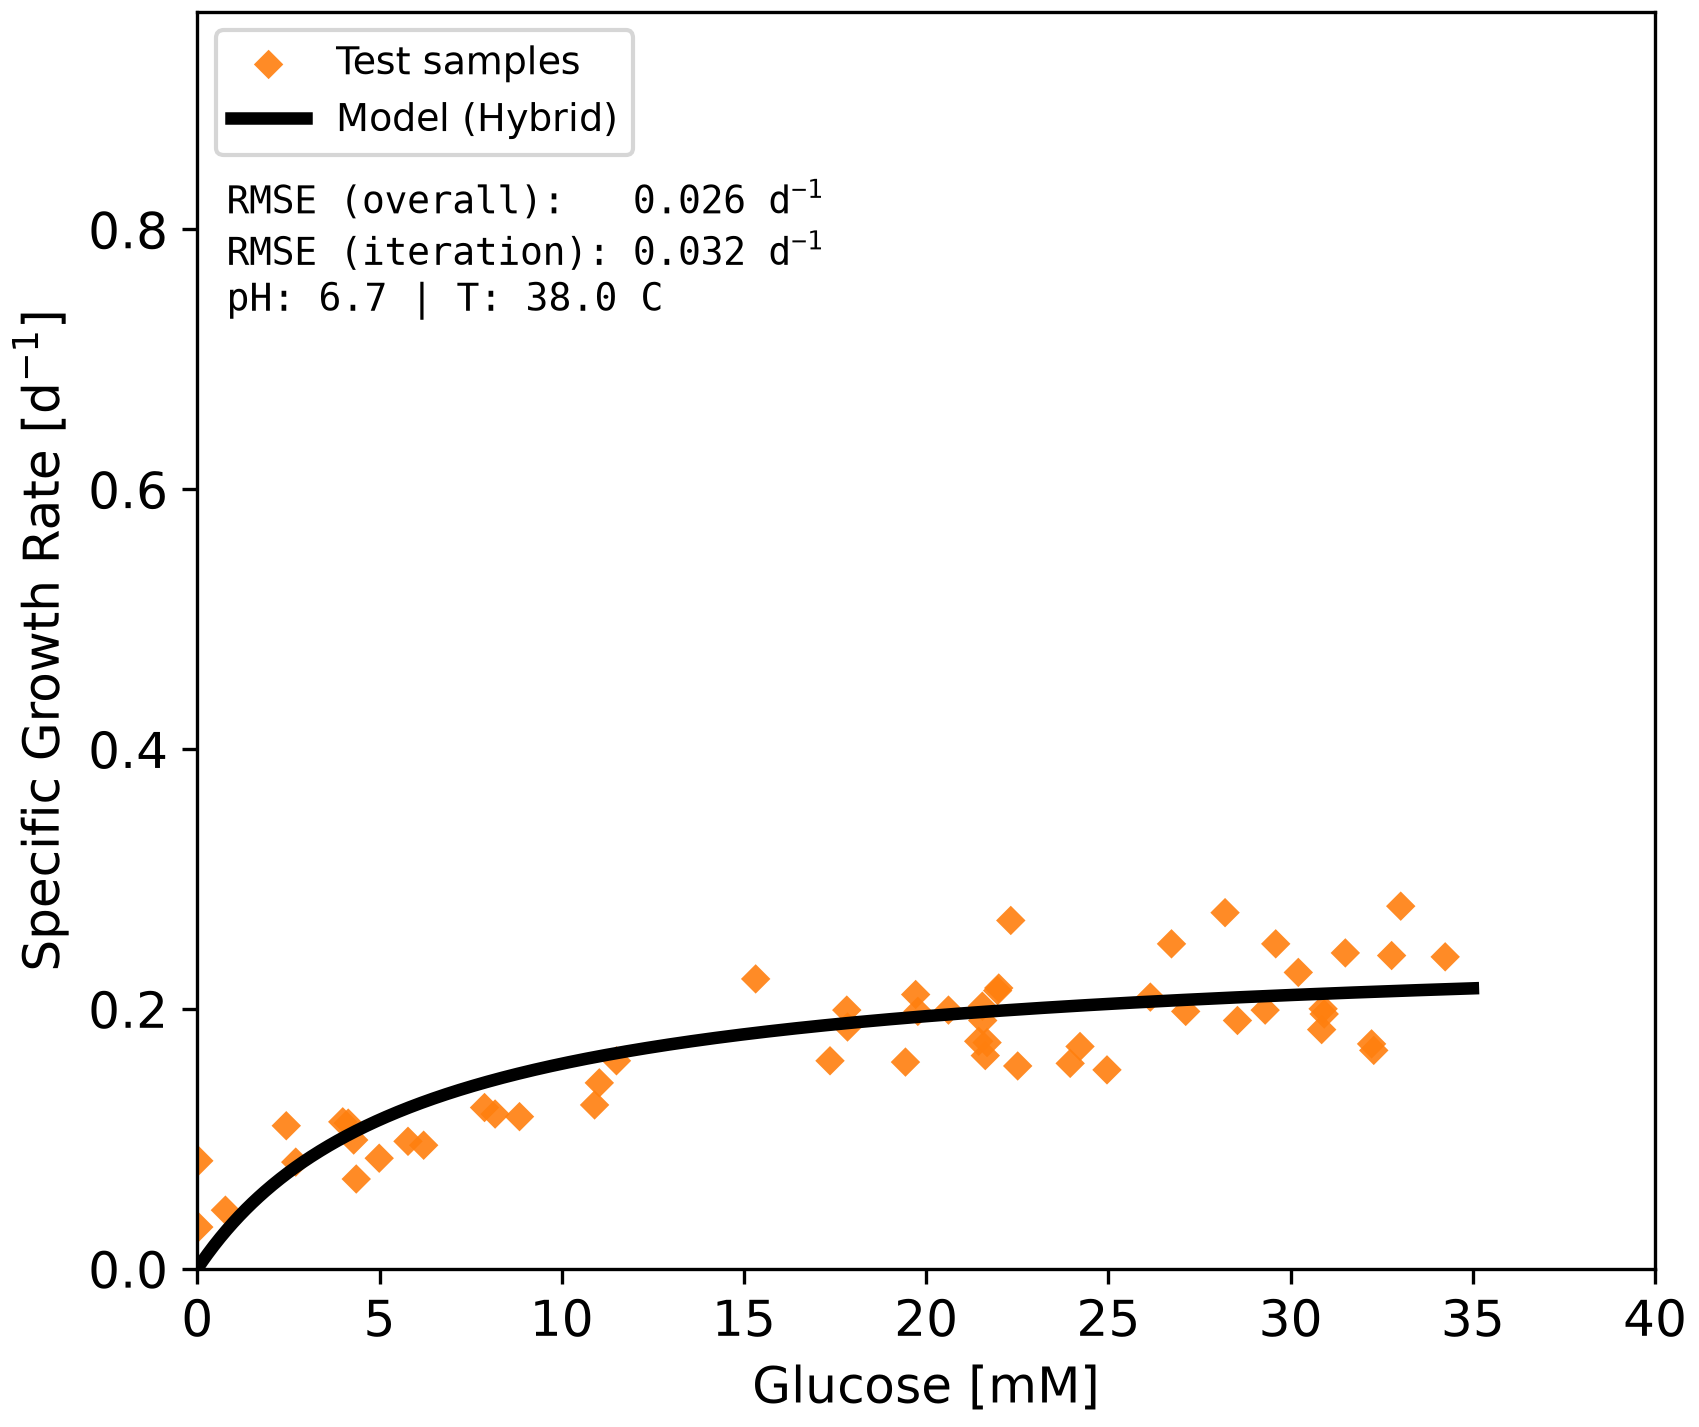 Test samples
Model (Hybrid)
RMSE (overall):   0.026 d⁻¹
RMSE (iteration): 0.032 d⁻¹
pH: 6.7 | T: 38.0 C
0.8
0.6
0.4
0.2
0.0
Specific Growth Rate [d⁻¹]
0 5 10 15 20 25 30 35 40
Glucose [mM]